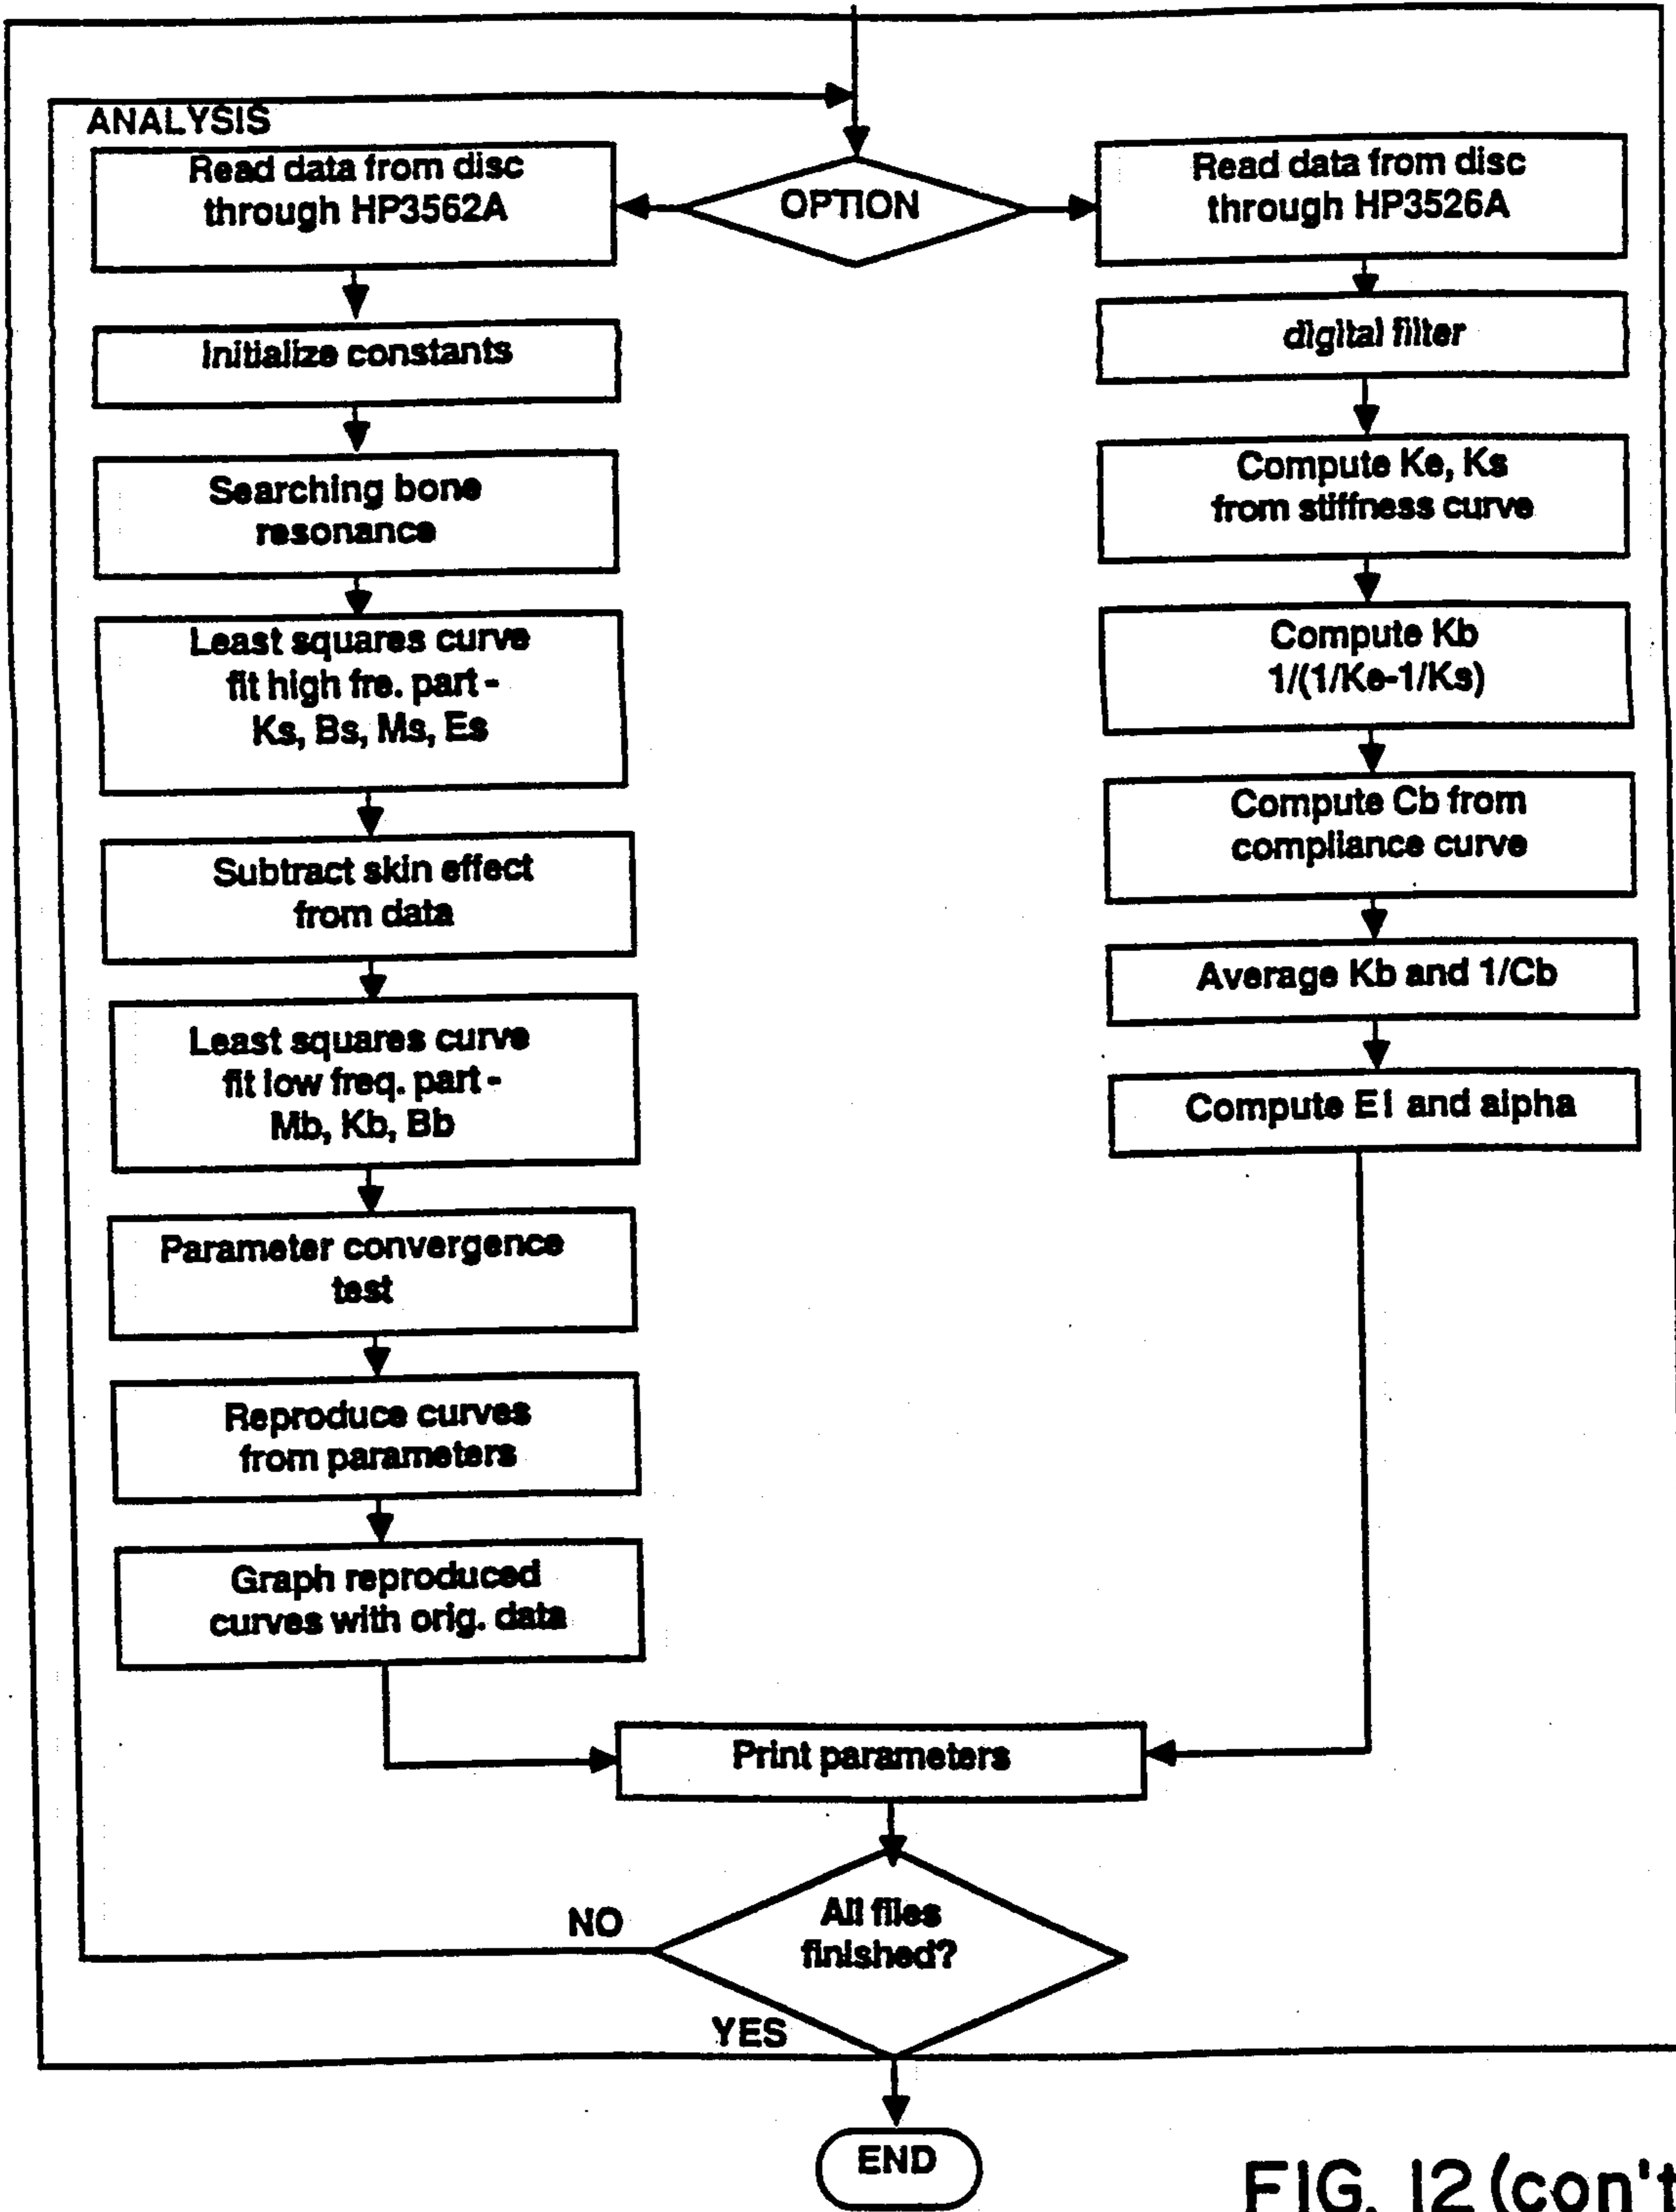 ANALYSIS
Read data from disc
through HP3562A
OPTION
Read data from disc
through HP3526A
Initialize constants
digital filter
Searching bone
resonance
Compute Ke, Ks
from stiffness curve
Least squares curve
fit high fre. part -
Ks, Bs, Ms, Es
Compute Kb
1/(1/Ke-1/Ks)
Subtract skin effect
from data
Compute Cb from
compliance curve
Least squares curve
fit low freq. part -
Mb, Kb, Bb
Average Kb and 1/Cb
Compute EI and alpha
Parameter convergence
test
Reproduce curves
from parameters
Graph reproduced
curves with orig. data
Print parameters
All files
finished?
NO
YES
END
FIG. 12 (con't